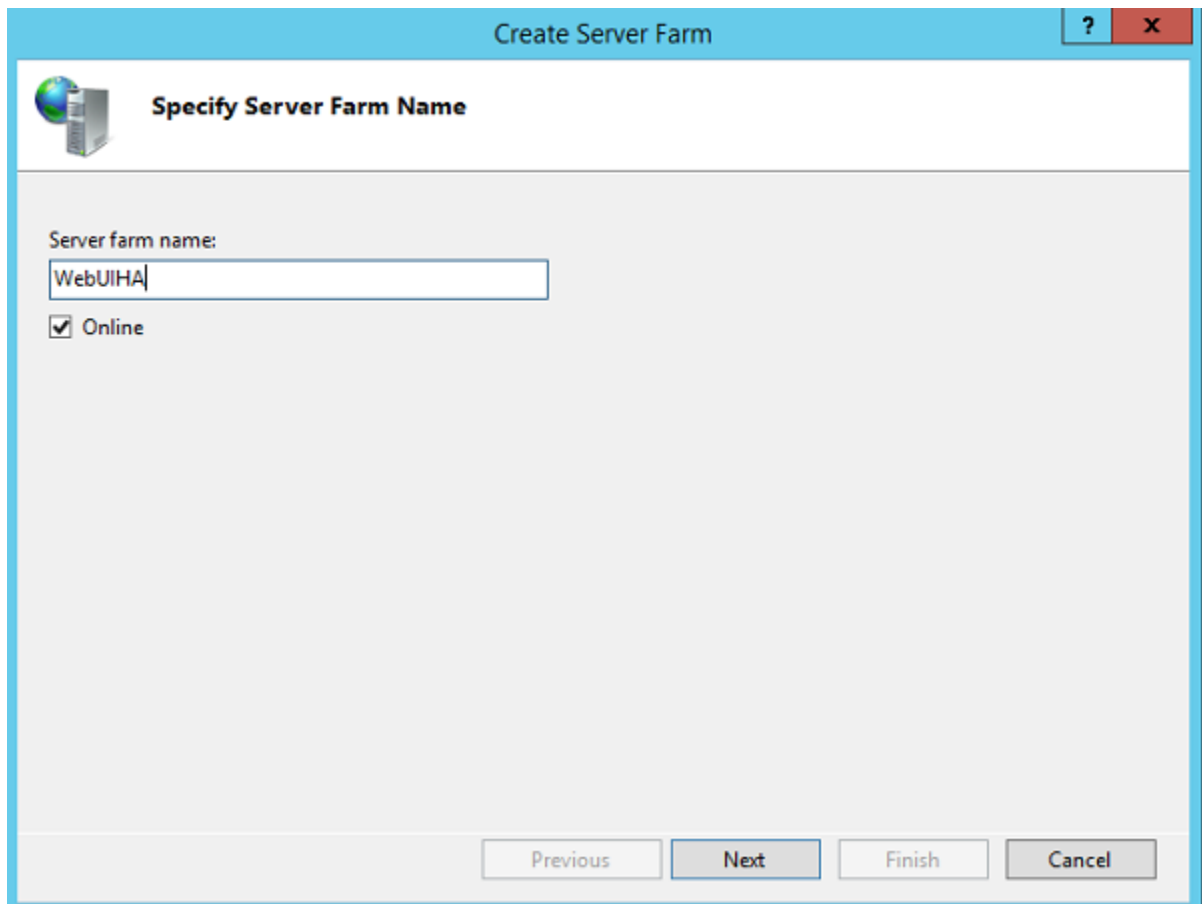 Create Server Farm
? x
Specify Server Farm Name
Server farm name:
WebUIHA
Online
Previous Next Finish Cancel